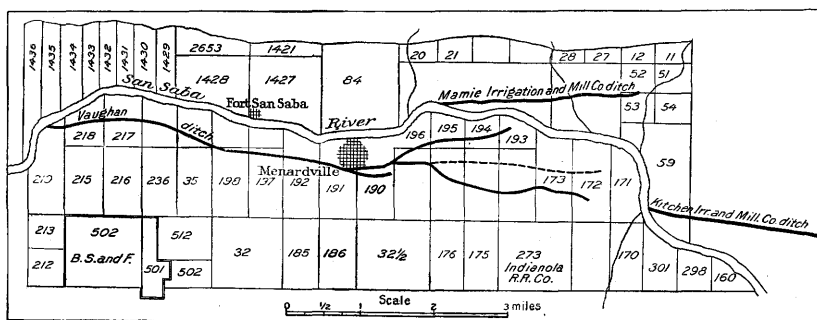 1436 1435 1434 1433 1432 1431 1430 1429
2653 1421
1428 1427 84
20 21 28 27 12 11
52 51
53 54
San Saba River
Fort San Saba
Mamie Irrigation and Mill Co ditch
Vaughan ditch
218 217
196 195 194 193
59
Menardville
215 216 236 35 198 137 192 191 190
173 172 171
Kitchen Irr. and Mill. Co. ditch
213 502 512
212 B.S. and F. 501 502
32 185 186 32½ 176 175 273 170 301 298 160
Indianola
R.R. Co.
Scale
0 ½ 1 2 3 miles